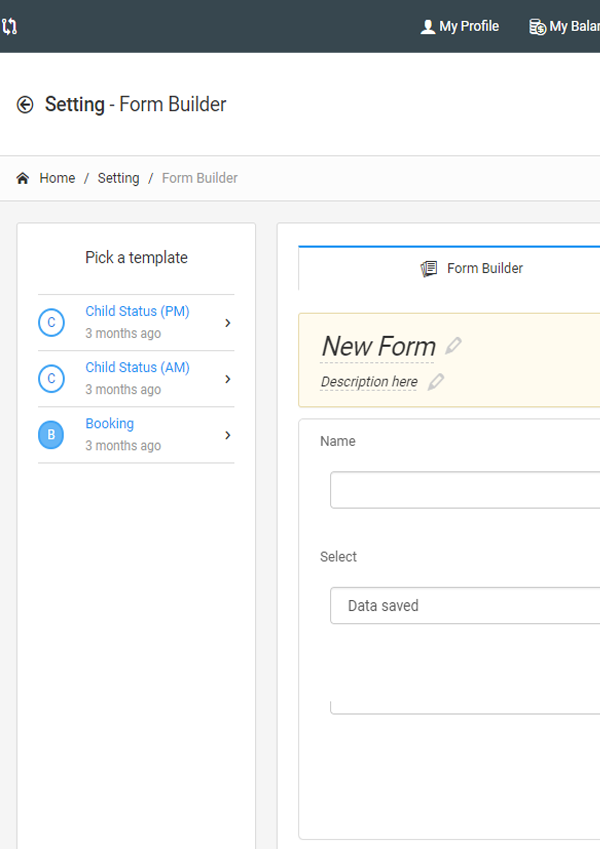 My Profile
My Balan
Setting - Form Builder
Home / Setting / Form Builder
Pick a template
C
Child Status (PM)
3 months ago
C
Child Status (AM)
3 months ago
B
Booking
3 months ago
Form Builder
New Form
Description here
Name
Select
Data saved